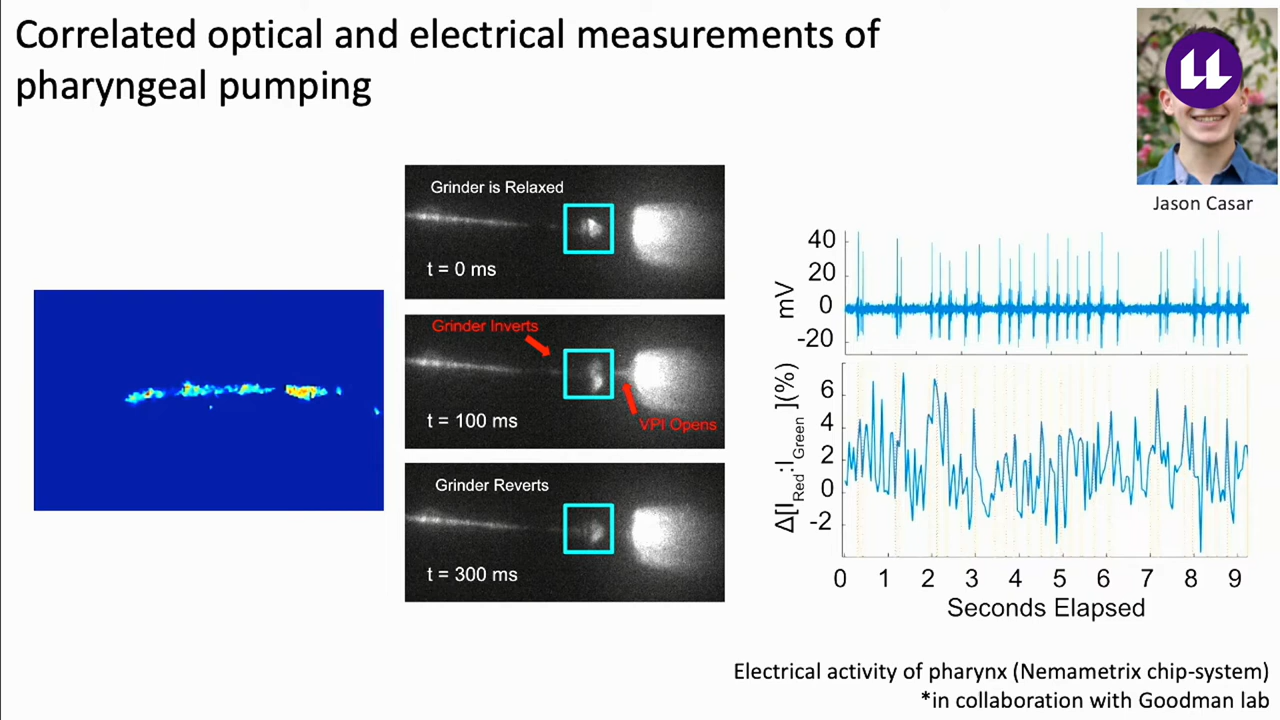 Correlated optical and electrical measurements of
pharyngeal pumping
Jason Casar
Grinder is Relaxed
t = 0 ms
Grinder Inverts
VPI Opens
t = 100 ms
Grinder Reverts
t = 300 ms
40
20
0
-20
mV
6
4
2
0
-2
Δ[I_Red:I_Green](%)
0 1 2 3 4 5 6 7 8 9
Seconds Elapsed
Electrical activity of pharynx (Nemametrix chip-system)
*in collaboration with Goodman lab